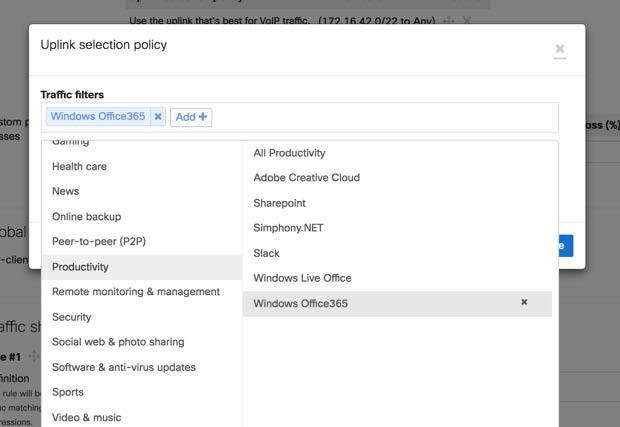 Use the uplink that's best for VoIP traffic. (172.16.42.0/22 to Any)
Uplink selection policy
Traffic filters
Windows Office365
Add +
Gaming
Health care
News
Online backup
Peer-to-peer (P2P)
Productivity
Remote monitoring & management
Security
Social web & photo sharing
Software & anti-virus updates
Sports
Video & music
All Productivity
Adobe Creative Cloud
Sharepoint
Simphony.NET
Slack
Windows Live Office
Windows Office365
oss (%)
stom p
sses
obal
-clien
affic sh
e #1
finition
rule will be
ic matching
ressions.
e